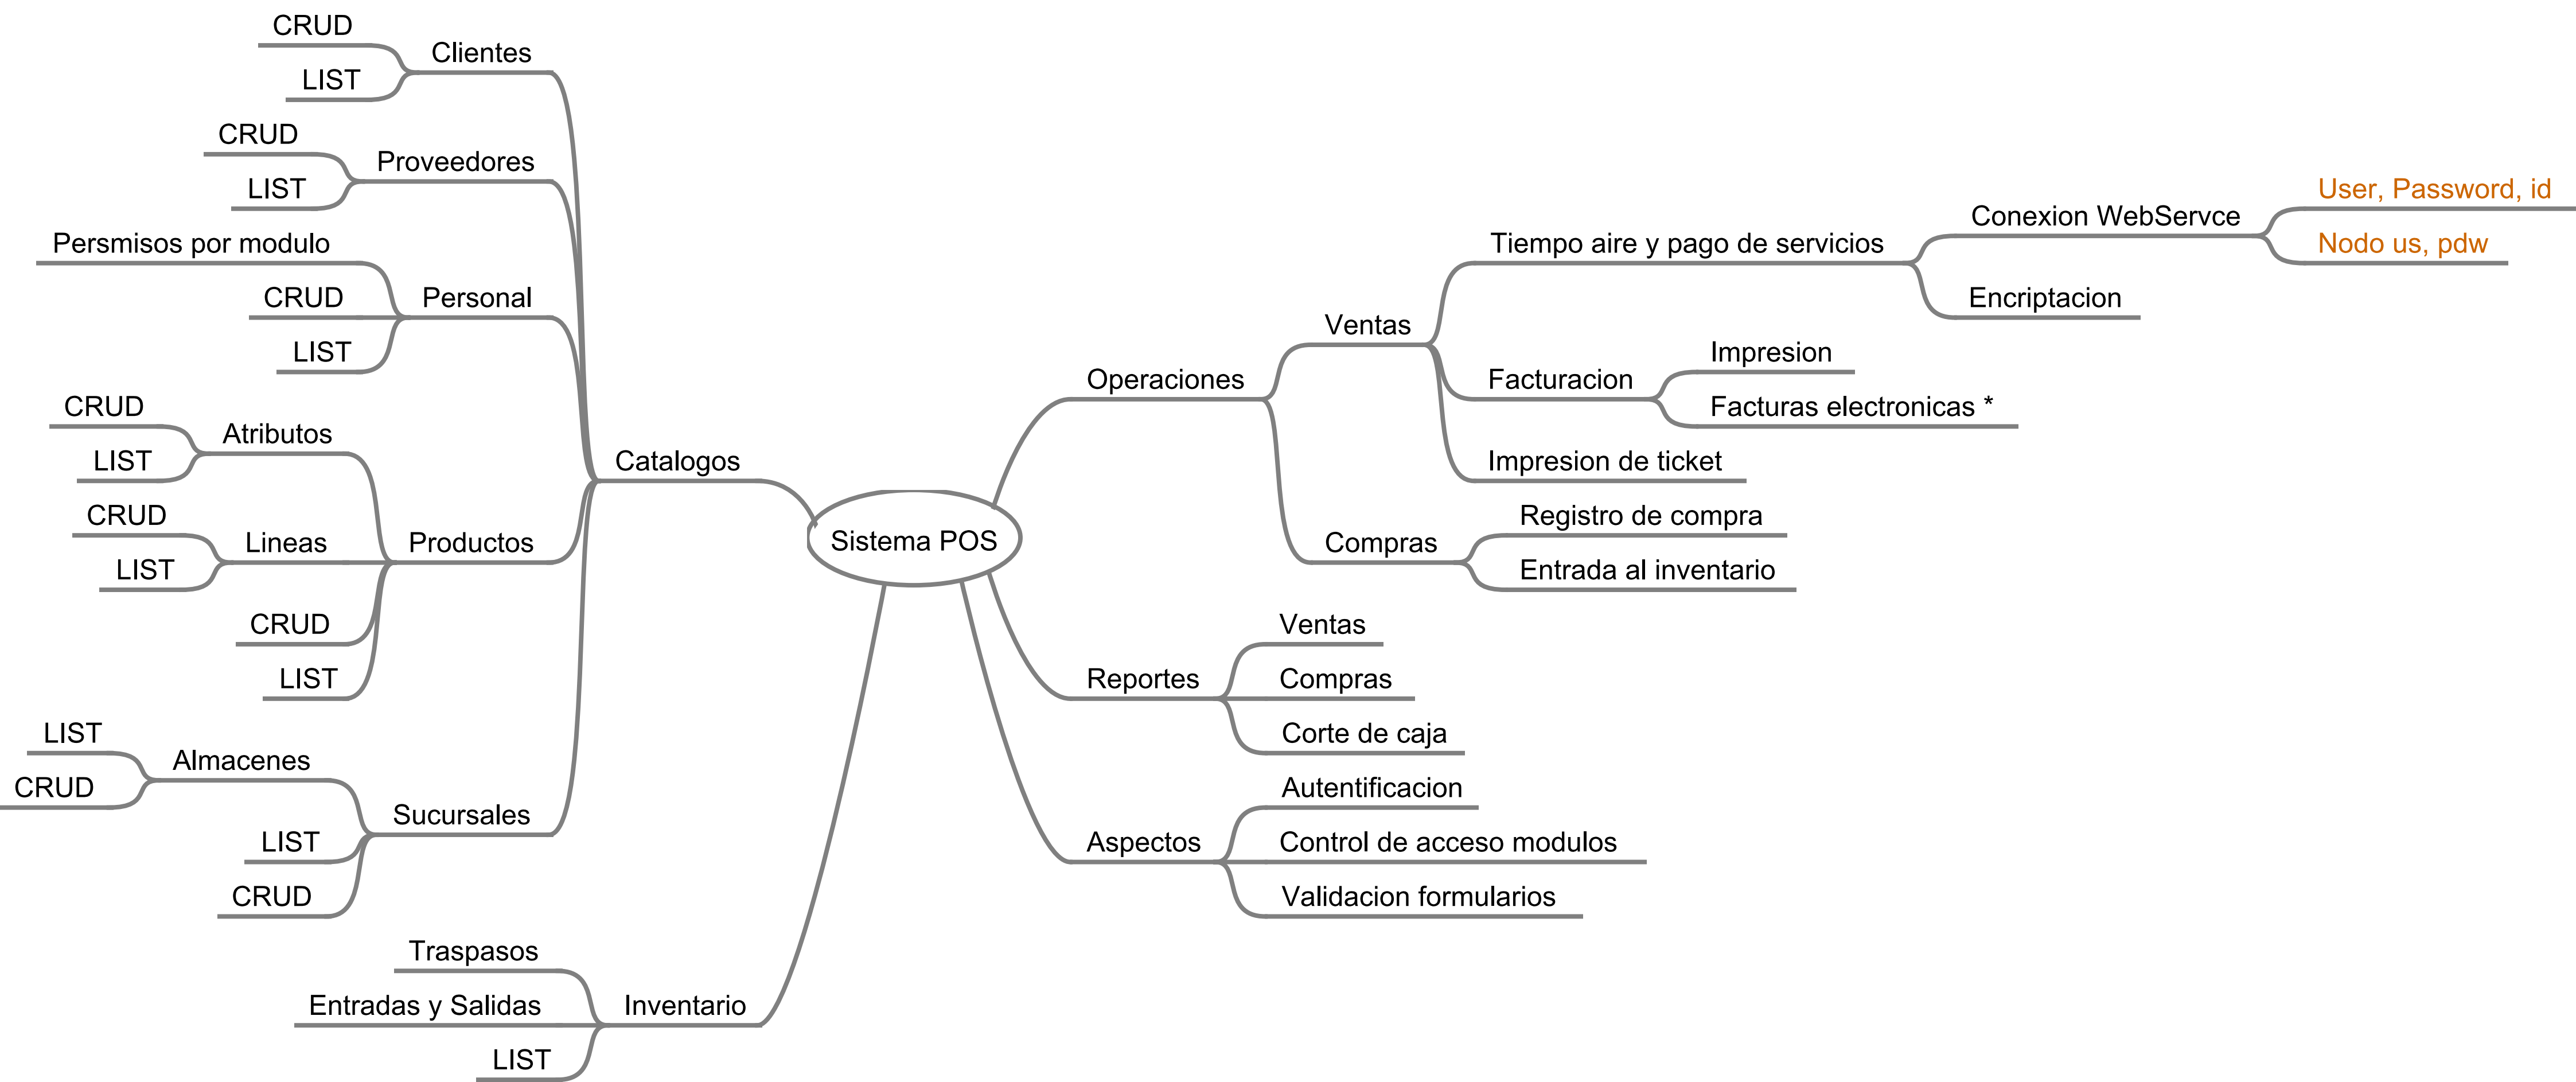 Sistema POS
Catalogos
Clientes
CRUD
LIST
Proveedores
CRUD
LIST
Personal
Persmisos por modulo
CRUD
LIST
Productos
Atributos
CRUD
LIST
Lineas
CRUD
LIST
CRUD
LIST
Sucursales
Almacenes
LIST
CRUD
LIST
CRUD
Inventario
Traspasos
Entradas y Salidas
LIST
Operaciones
Ventas
Tiempo aire y pago de servicios
Conexion WebServce
User, Password, id
Nodo us, pdw
Encriptacion
Facturacion
Impresion
Facturas electronicas *
Impresion de ticket
Compras
Registro de compra
Entrada al inventario
Reportes
Ventas
Compras
Corte de caja
Aspectos
Autentificacion
Control de acceso modulos
Validacion formularios